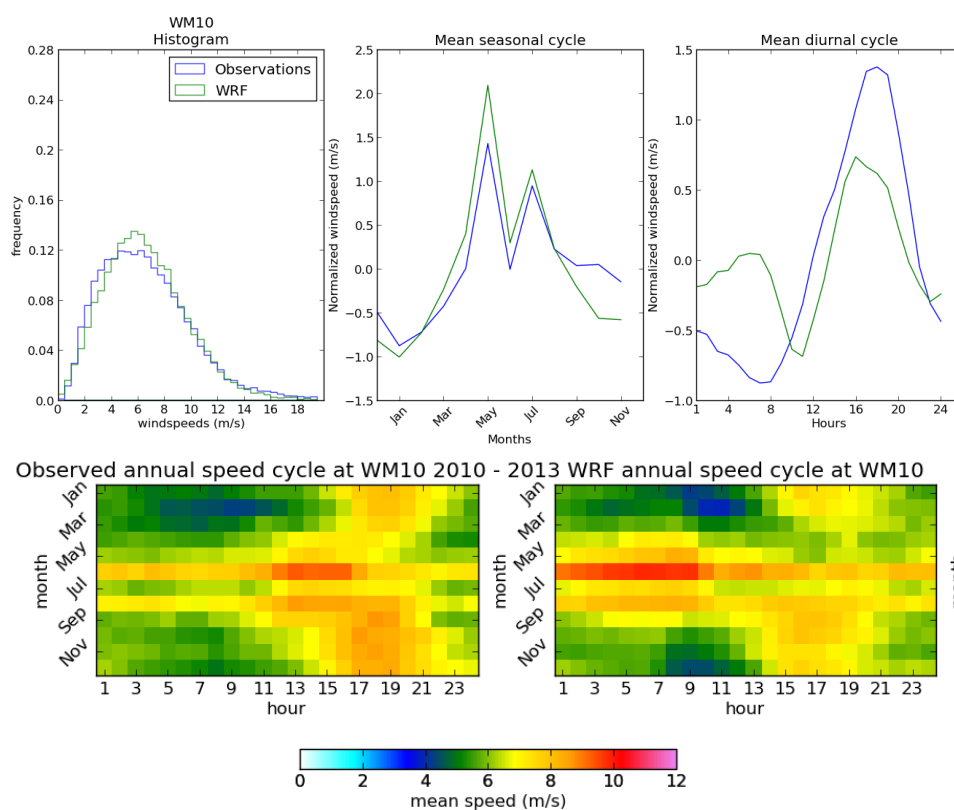 WM10
Histogram
0.28
0.24
0.2
0.16
0.12
0.08
0.04
0.0
frequency
Observations
WRF
0 2 4 6 8 10 12 14 16 18
windspeeds (m/s)
Mean seasonal cycle
2.5
2.0
1.5
1.0
0.5
0.0
−0.5
−1.0
−1.5
Normalized windspeed (m/s)
Jan Mar May Jul Sep Nov
Months
Mean diurnal cycle
1.5
1.0
0.5
0.0
−0.5
−1.0
Normalized windspeed (m/s)
1 4 8 12 16 20 24
Hours
Observed annual speed cycle at WM10 2010 - 2013 WRF annual speed cycle at WM10
Jan
Mar
May
Jul
Sep
Nov
month
1 3 5 7 9 11 13 15 17 19 21 23
hour
Jan
Mar
May
Jul
Sep
Nov
month
1 3 5 7 9 11 13 15 17 19 21 23
hour
0 2 4 6 8 10 12
mean speed (m/s)